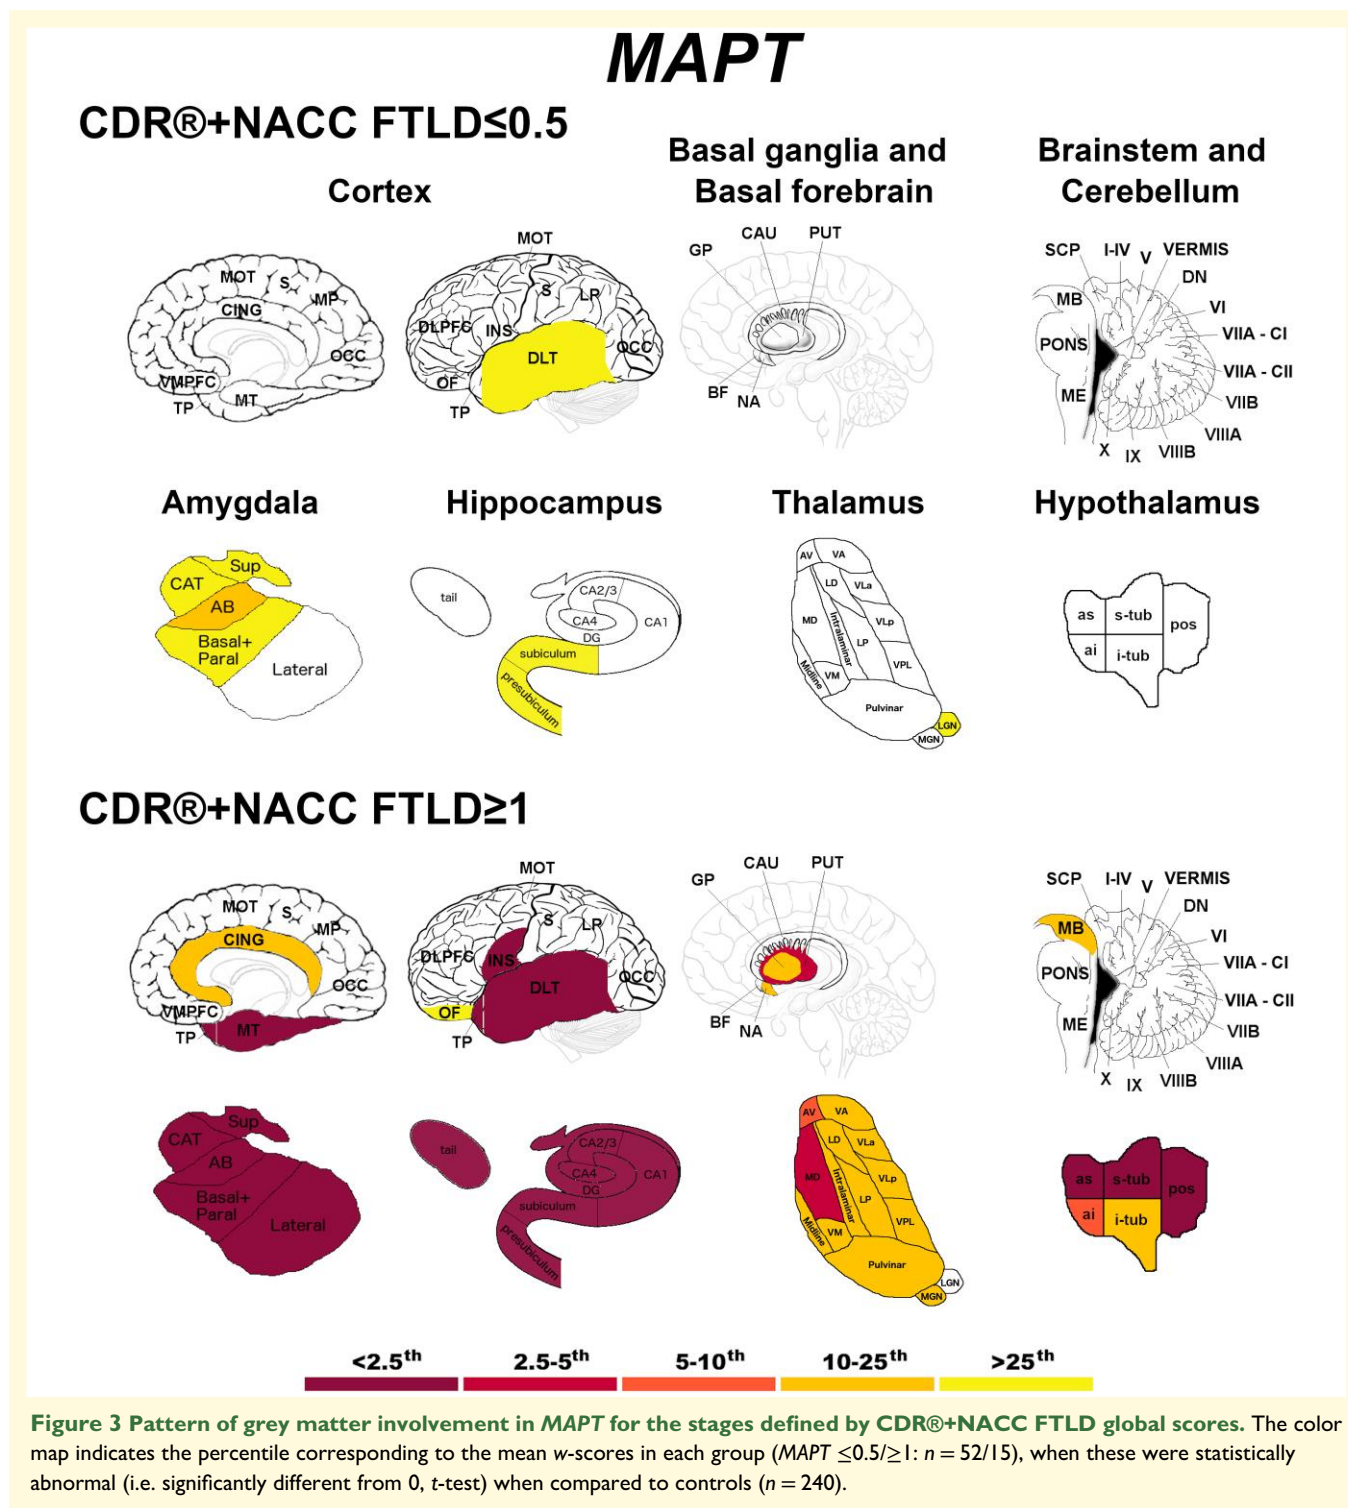 MAPT
CDR®+NACC FTLD≤0.5
Cortex
Basal ganglia and
Basal forebrain
Brainstem and
Cerebellum
MOT
S
MP
CING
OCC
VMPFC
TP
MT
MOT
S
LP
DLPFC
INS
OCC
DLT
OF
TP
GP
CAU
PUT
BF
NA
SCP
I-IV
V
VERMIS
DN
MB
VI
PONS
VIIA - CI
VIIA - CII
ME
VIIB
VIIIA
X
IX
VIIIB
Amygdala
Hippocampus
Thalamus
Hypothalamus
Sup
CAT
AB
Basal+
Paral
Lateral
tail
CA2/3
CA4
CA1
DG
subiculum
presubiculum
AV
VA
LD
VLa
MD
Intralaminar
VLp
LP
VPL
Midline
VM
Pulvinar
LGN
MGN
as
s-tub
pos
ai
i-tub
CDR®+NACC FTLD≥1
MOT
S
MP
CING
OCC
VMPFC
TP
MT
MOT
S
LP
DLPFC
INS
OCC
DLT
OF
TP
GP
CAU
PUT
BF
NA
SCP
I-IV
V
VERMIS
DN
MB
VI
PONS
VIIA - CI
VIIA - CII
ME
VIIB
VIIIA
X
IX
VIIIB
Sup
CAT
AB
Basal+
Paral
Lateral
tail
CA2/3
CA4
CA1
DG
subiculum
presubiculum
AV
VA
LD
VLa
MD
Intralaminar
VLp
LP
VPL
Midline
VM
Pulvinar
LGN
MGN
as
s-tub
pos
ai
i-tub
<2.5th 2.5-5th 5-10th 10-25th >25th
Figure 3 Pattern of grey matter involvement in MAPT for the stages defined by CDR®+NACC FTLD global scores. The color
map indicates the percentile corresponding to the mean w-scores in each group (MAPT ≤0.5/≥1: n = 52/15), when these were statistically
abnormal (i.e. significantly different from 0, t-test) when compared to controls (n = 240).